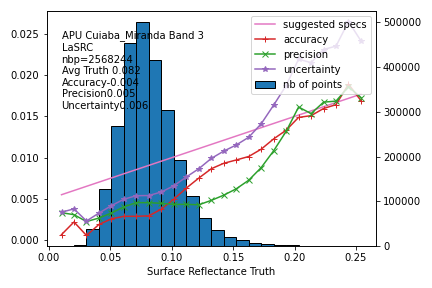 APU Cuiaba_Miranda Band 3
LaSRC
nbp=2568244
Avg Truth 0.082
Accuracy-0.004
Precision0.005
Uncertainty0.006
suggested specs
accuracy
precision
uncertainty
nb of points
0.025
0.020
0.015
0.010
0.005
0.000
500000
400000
300000
200000
100000
0
0.00 0.05 0.10 0.15 0.20 0.25
Surface Reflectance Truth